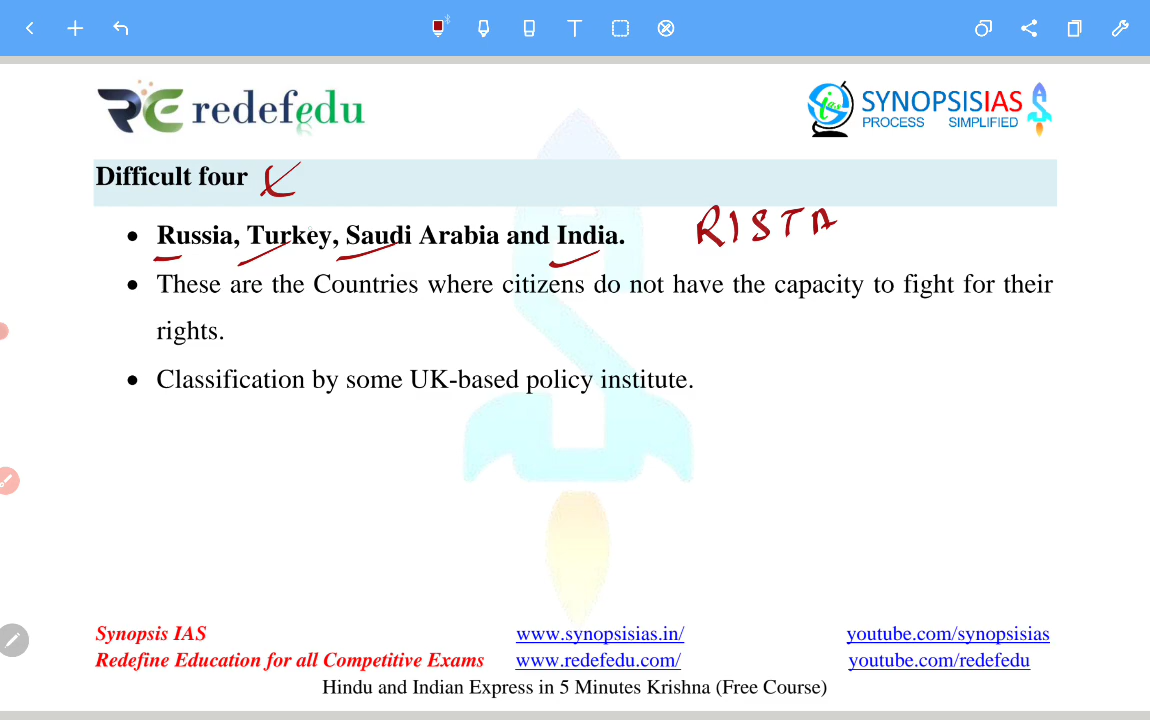 redefedu
SYNOPSISIAS
PROCESS SIMPLIFIED
Difficult four
• Russia, Turkey, Saudi Arabia and India.
RISTA
• These are the Countries where citizens do not have the capacity to fight for their
rights.
• Classification by some UK-based policy institute.
Synopsis IAS www.synopsisias.in/ youtube.com/synopsisias
Redefine Education for all Competitive Exams www.redefedu.com/ youtube.com/redefedu
Hindu and Indian Express in 5 Minutes Krishna (Free Course)